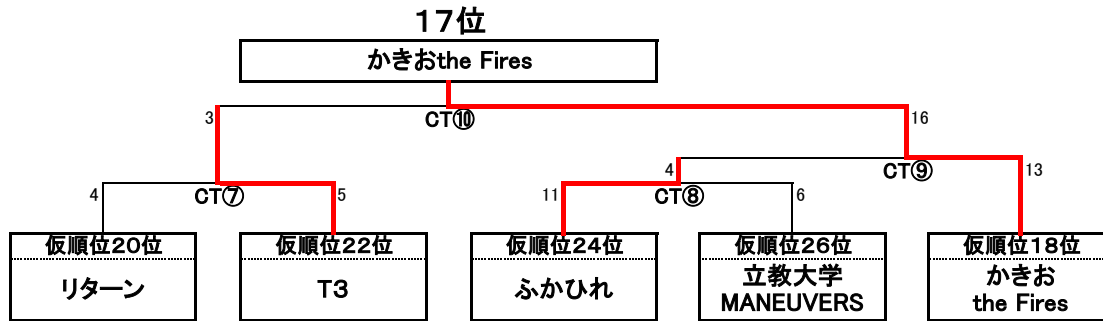 17位
かきおthe Fires
3
CT⑩
16
4
CT⑨
13
4
CT⑦
5
11
CT⑧
6
仮順位20位
リターン
仮順位22位
T3
仮順位24位
ふかひれ
仮順位26位
立教大学
MANEUVERS
仮順位18位
かきお
the Fires